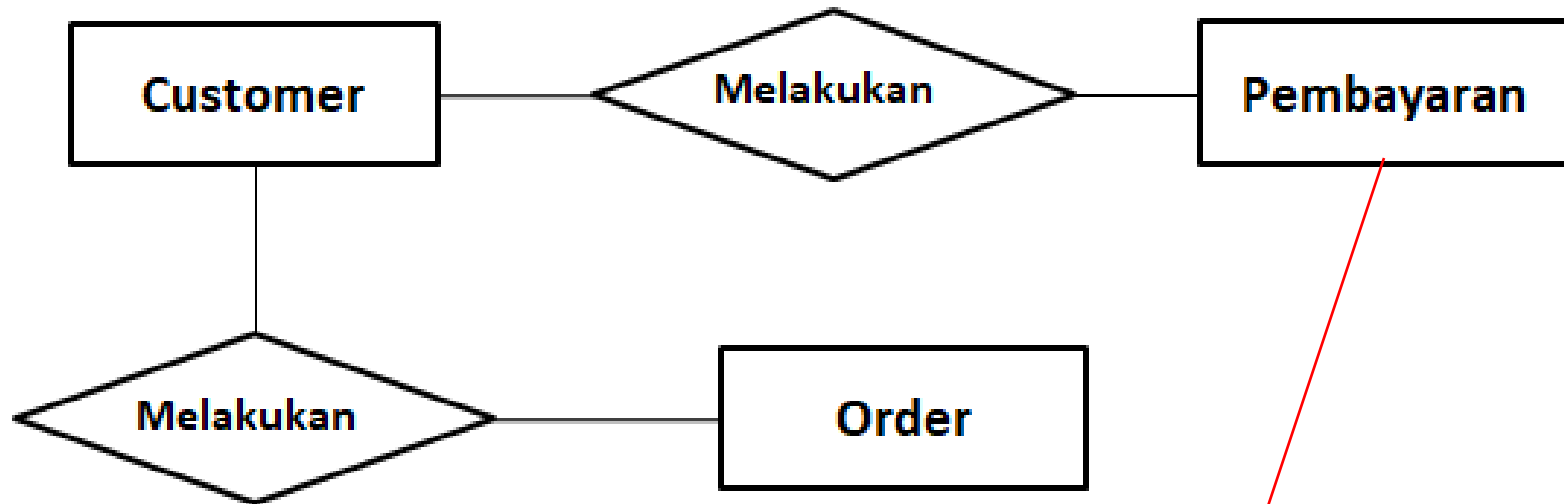 Customer
Melakukan
Pembayaran
Melakukan
Order